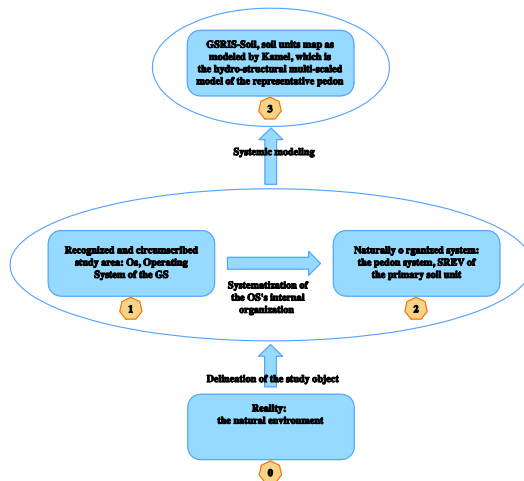 GSRIS-Soil, soil units map as
modeled by Kamel, which is
the hydro-structural multi-scaled
model of the representative pedon
3
Systemic modeling
Recognized and circumscribed
study area: Os, Operating
System of the GS
1
Systematization of
the OS's internal
organization
Naturally o rganized system:
the pedon system, SREV of
the primary soil unit
2
Delineation of the study object
Reality:
the natural environment
0